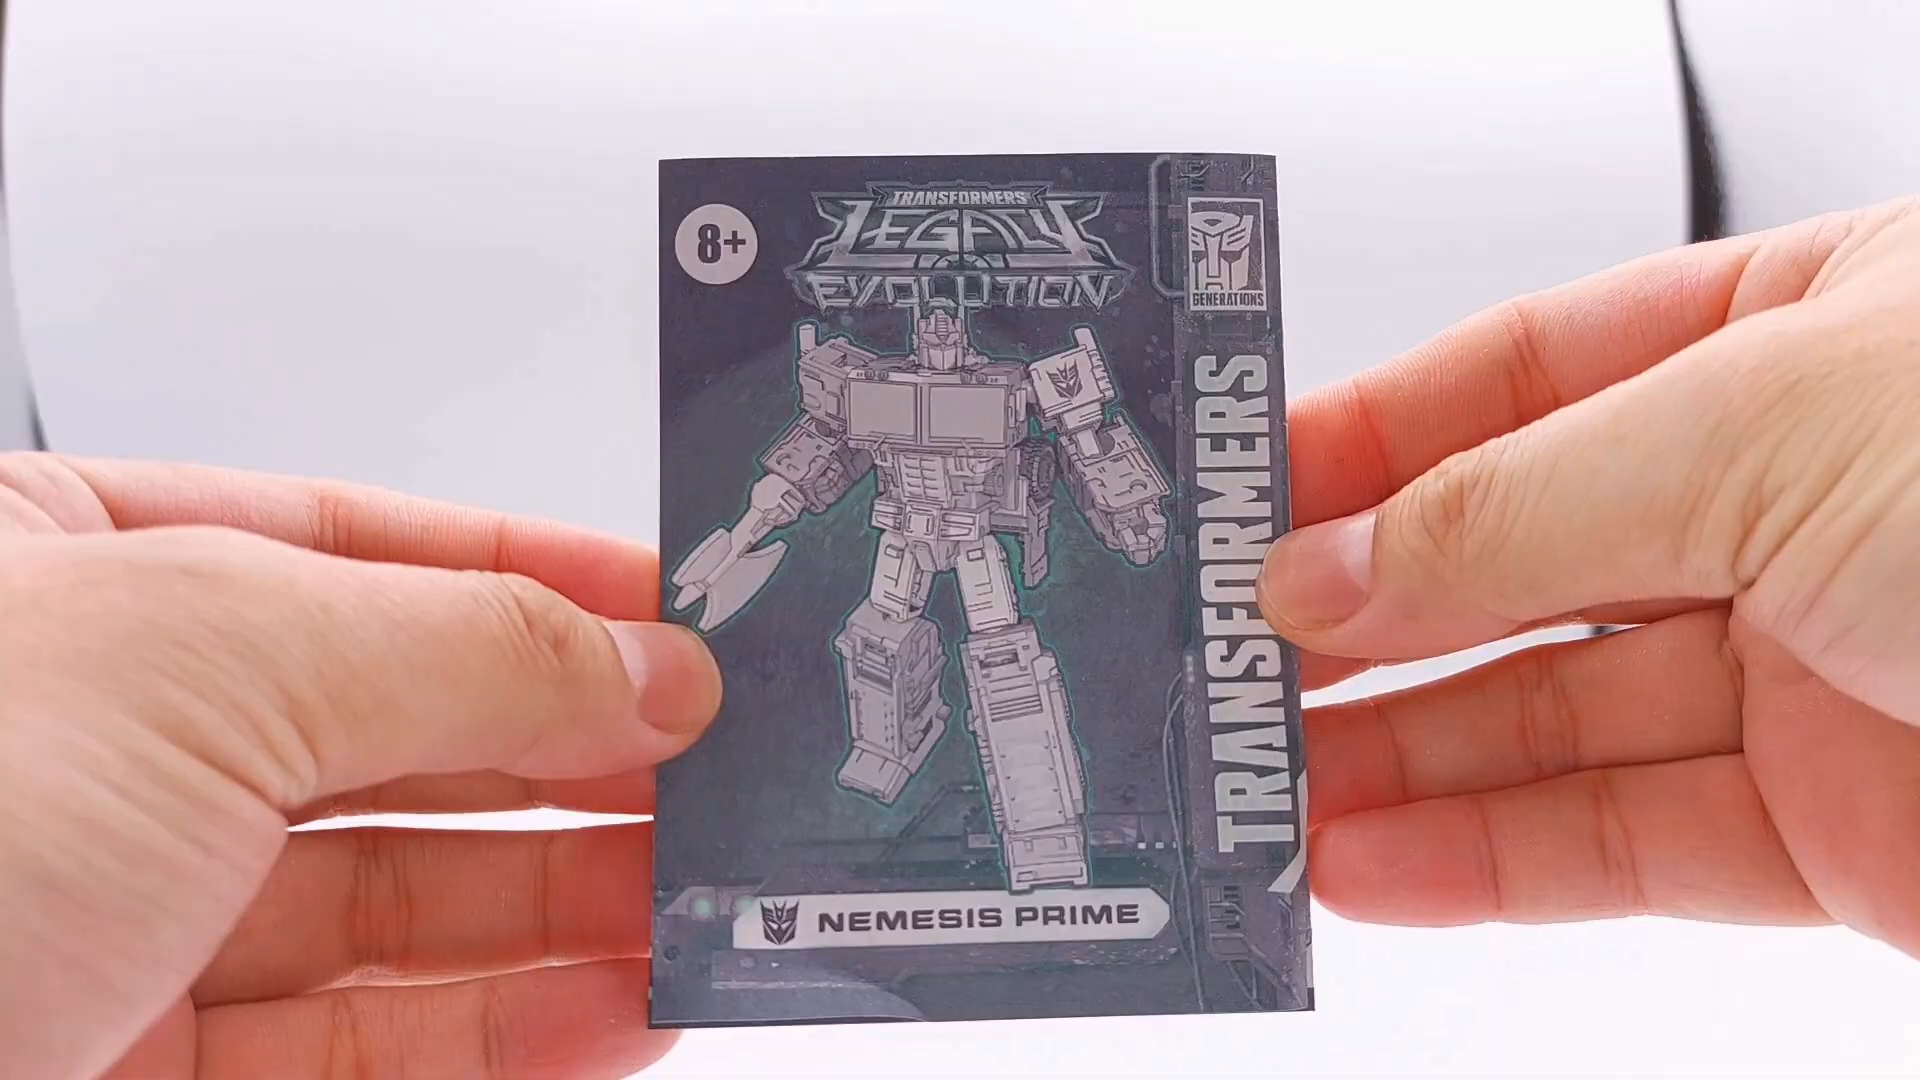 8+
TRANSFORMERS
LEGACY
EVOLUTION
GENERATIONS
TRANSFORMERS
NEMESIS PRIME